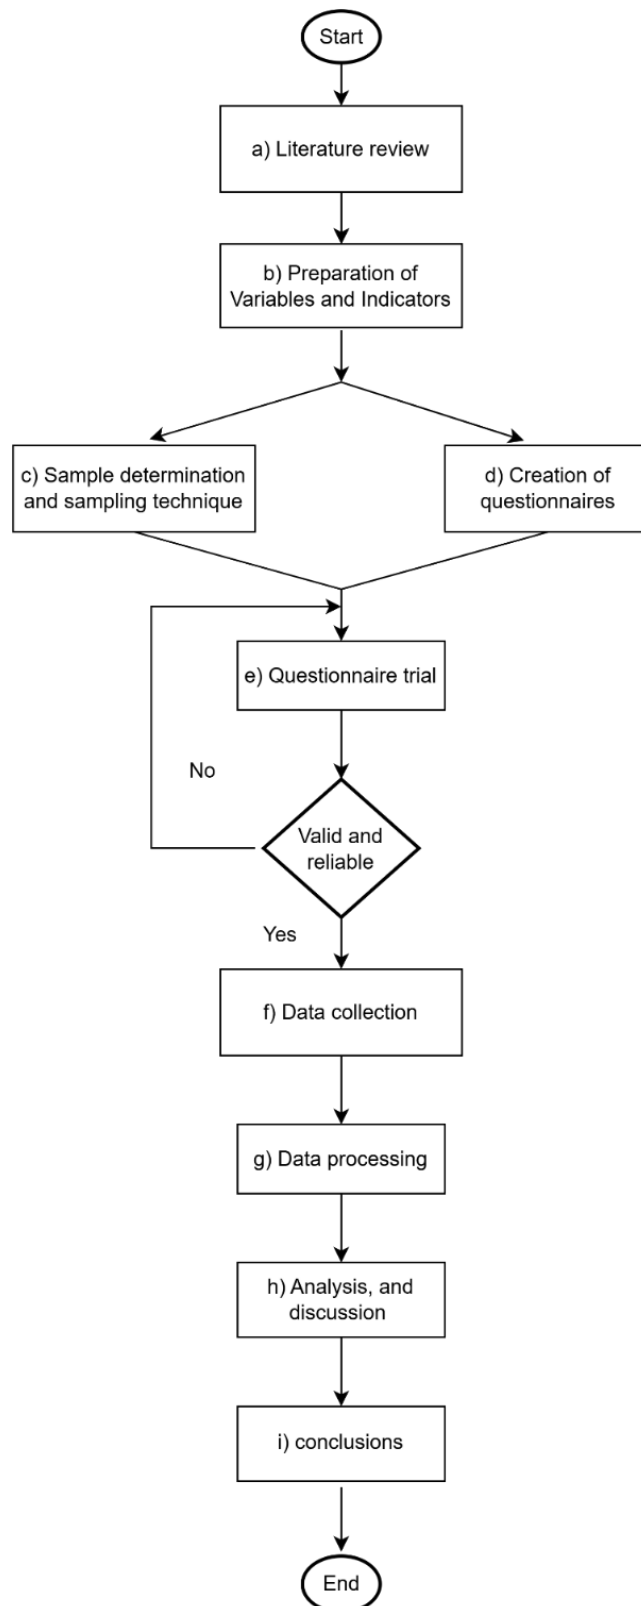 Start
a) Literature review
b) Preparation of
Variables and Indicators
c) Sample determination
and sampling technique
d) Creation of
questionnaires
e) Questionnaire trial
No
Valid and
reliable
Yes
f) Data collection
g) Data processing
h) Analysis, and
discussion
i) conclusions
End